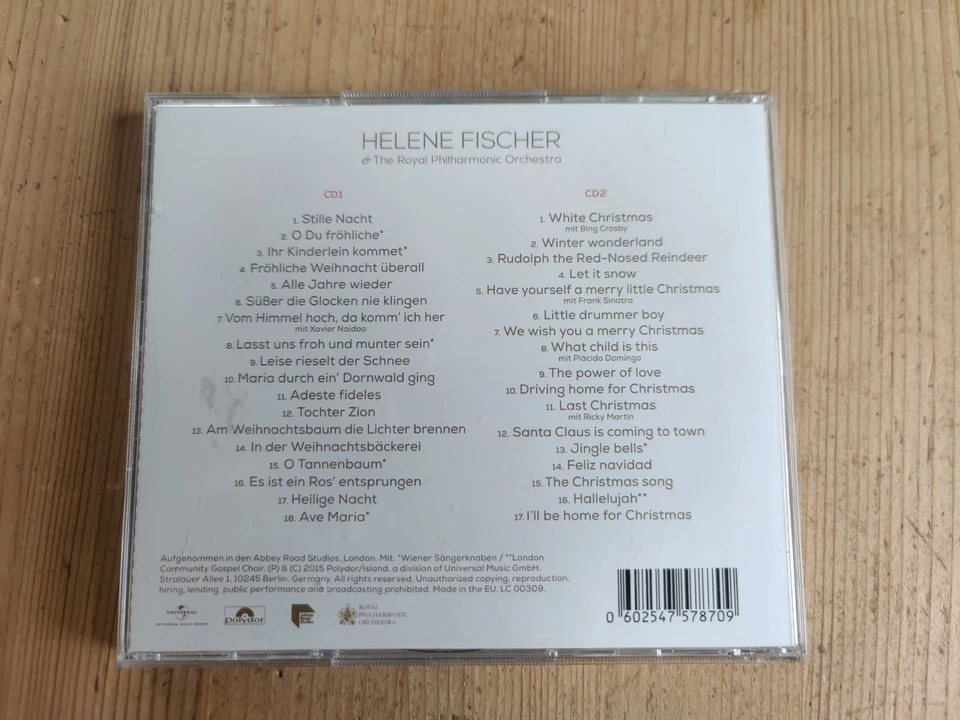 HELENE FISCHER
& The Royal Philharmonic Orchestra
CD1
1. Stille Nacht
2. O Du fröhliche*
3. Ihr Kinderlein kommet*
4. Fröhliche Weihnacht überall
5. Alle Jahre wieder
6. Süßer die Glocken nie klingen
7. Vom Himmel hoch, da komm' ich her
mit Xavier Naidoo
8. Lasst uns froh und munter sein*
9. Leise rieselt der Schnee
10. Maria durch ein' Dornwald ging
11. Adeste fideles
12. Tochter Zion
13. Am Weihnachtsbaum die Lichter brennen
14. In der Weihnachtsbäckerei
15. O Tannenbaum*
16. Es ist ein Ros' entsprungen
17. Heilige Nacht
18. Ave Maria*
CD2
1. White Christmas
mit Bing Crosby
2. Winter wonderland
3. Rudolph the Red-Nosed Reindeer
4. Let it snow
5. Have yourself a merry little Christmas
mit Frank Sinatra
6. Little drummer boy
7. We wish you a merry Christmas
8. What child is this
mit Plácido Domingo
9. The power of love
10. Driving home for Christmas
11. Last Christmas
mit Ricky Martin
12. Santa Claus is coming to town
13. Jingle bells*
14. Feliz navidad
15. The Christmas song
16. Hallelujah**
17. I'll be home for Christmas
Aufgenommen in den Abbey Road Studios, London. Mit: *Wiener Sängerknaben / **London
Community Gospel Choir. (P) & (C) 2015 Polydor/Island, a division of Universal Music GmbH,
Stralauer Allee 1, 10245 Berlin, Germany. All rights reserved. Unauthorized copying, reproduction,
hiring, lending, public performance and broadcasting prohibited. Made in the EU. LC 00309.
UNIVERSAL
UNIVERSAL MUSIC GROUP
polydor
ROYAL
PHILHARMONIC
ORCHESTRA
0 602547 578709